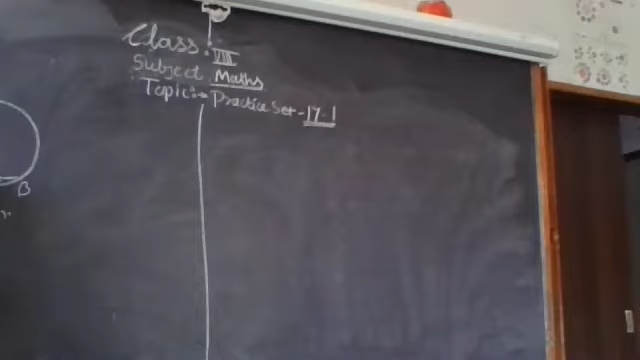 Class: VIII
Subject: Maths
Topic:→ Practice Set - 17.1
B